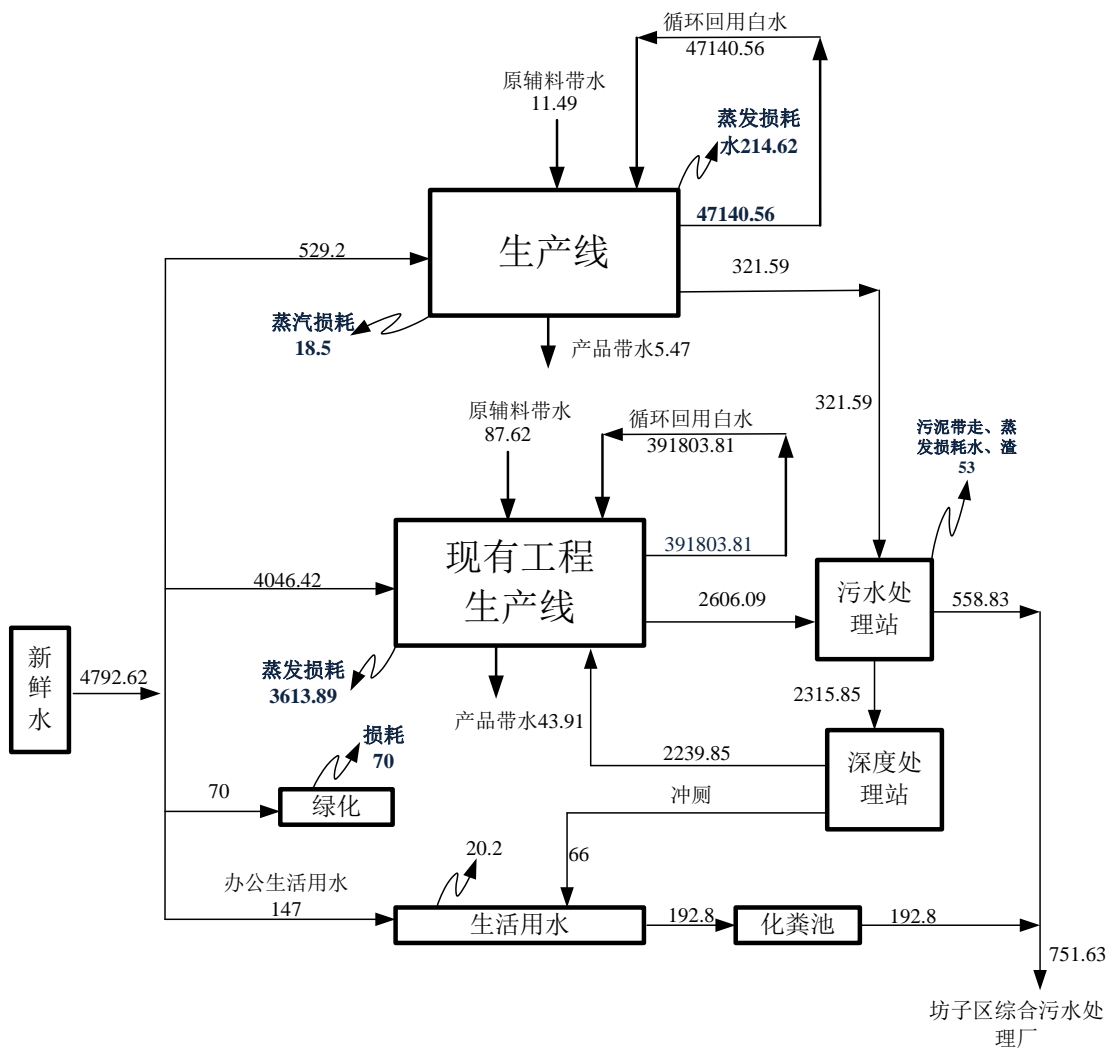 循环回用白水
47140.56
原辅料带水
11.49
蒸发损耗
水214.62
47140.56
生产线
529.2
321.59
蒸汽损耗
18.5
产品带水5.47
321.59
原辅料带水
87.62
循环回用白水
391803.81
污泥带走、蒸
发损耗水、渣
53
391803.81
现有工程
生产线
4046.42
2606.09
污水处
理站
558.83
新
鲜
水
4792.62
蒸发损耗
3613.89
产品带水43.91
2315.85
损耗
70
2239.85
深度处
理站
70
绿化
冲厕
66
20.2
办公生活用水
147
生活用水
192.8
化粪池
192.8
751.63
坊子区综合污水处
理厂